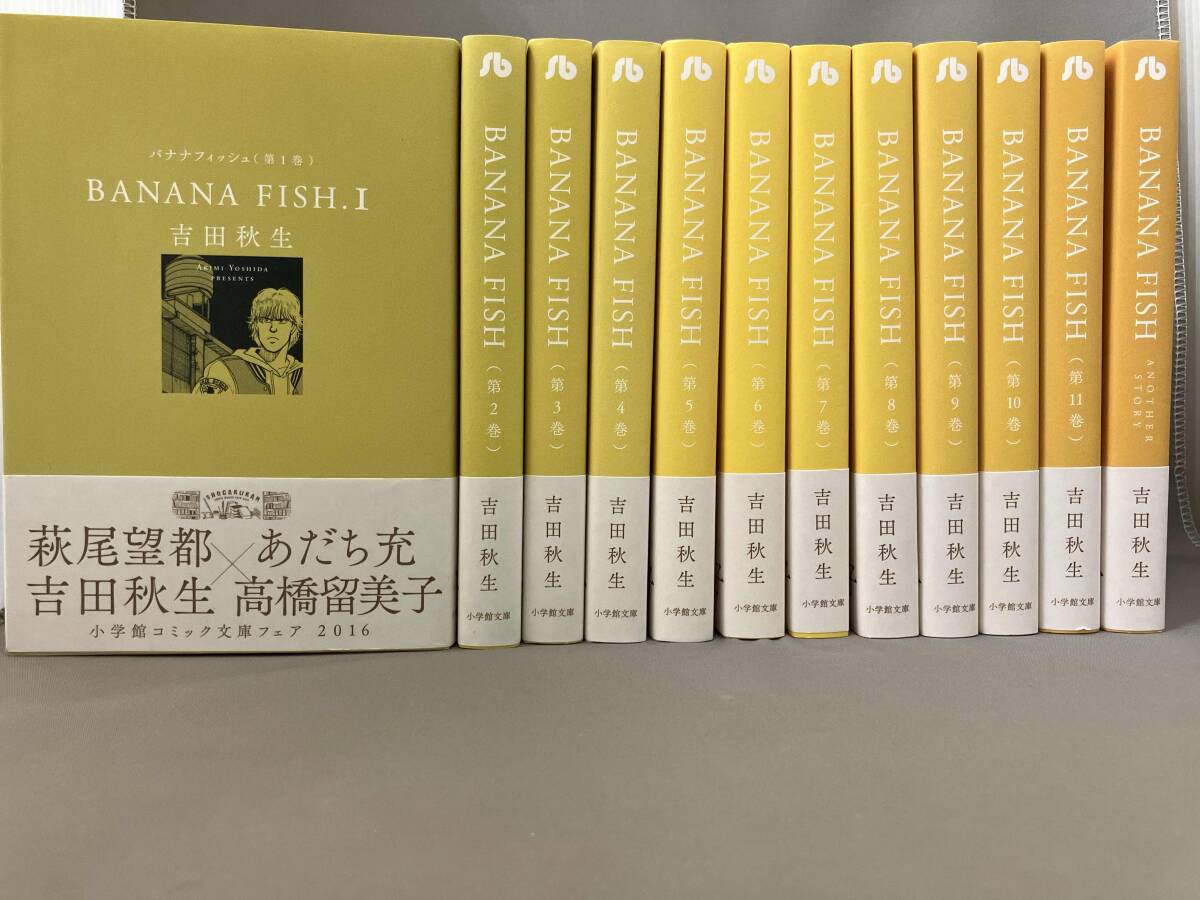 バナナフィッシュ(第1巻)
BANANA FISH.I
吉田秋生
AKIMI YOSHIDA
PRESENTS
SHOGAKUKAN
萩尾望都×あだち充
吉田秋生 高橋留美子
小学館コミック文庫フェア 2016
BANANA FISH(第2巻)
吉田秋生
小学館文庫
BANANA FISH(第3巻)
吉田秋生
小学館文庫
BANANA FISH(第4巻)
吉田秋生
小学館文庫
BANANA FISH(第5巻)
吉田秋生
小学館文庫
BANANA FISH(第6巻)
吉田秋生
小学館文庫
BANANA FISH(第7巻)
吉田秋生
小学館文庫
BANANA FISH(第8巻)
吉田秋生
小学館文庫
BANANA FISH(第9巻)
吉田秋生
小学館文庫
BANANA FISH(第10巻)
吉田秋生
小学館文庫
BANANA FISH(第11巻)
吉田秋生
小学館文庫
BANANA FISH ANOTHER STORY
吉田秋生
小学館文庫